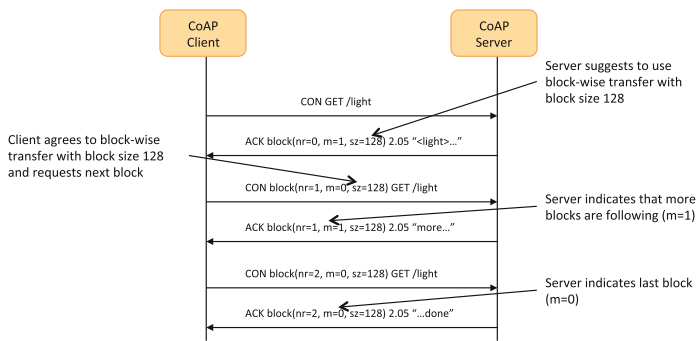 CoAP
Client
CoAP
Server
Server suggests to use
block-wise transfer with
block size 128
CON GET /light
ACK block(nr=0, m=1, sz=128) 2.05 “<light>…”
Client agrees to block-wise
transfer with block size 128
and requests next block
CON block(nr=1, m=0, sz=128) GET /light
Server indicates that more
blocks are following (m=1)
ACK block(nr=1, m=1, sz=128) 2.05 “more…”
CON block(nr=2, m=0, sz=128) GET /light
Server indicates last block
(m=0)
ACK block(nr=2, m=0, sz=128) 2.05 “…done”